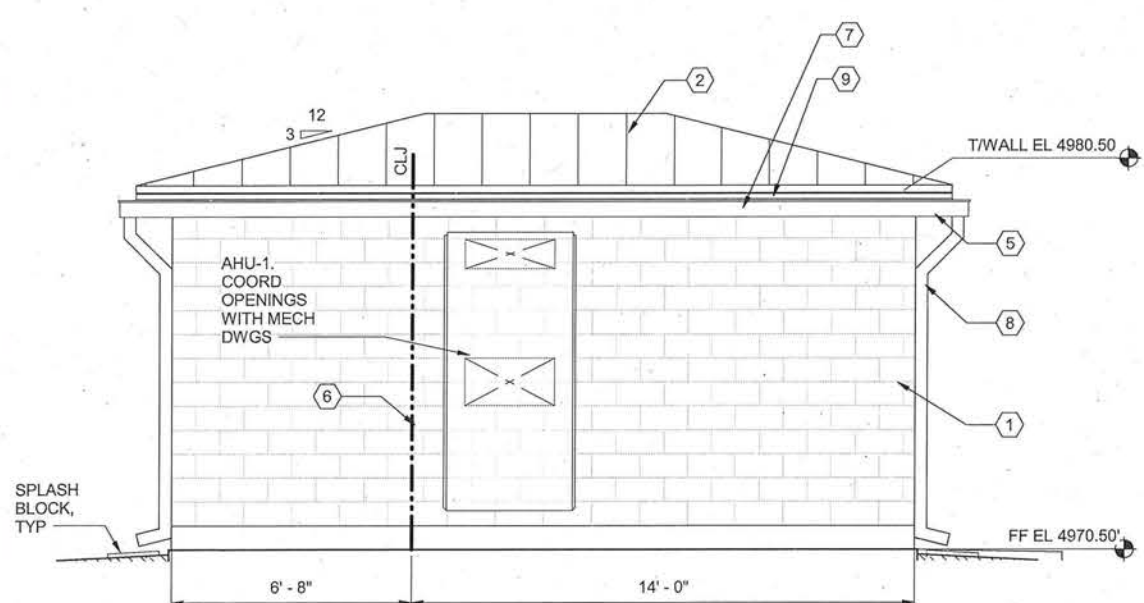 7
2
9
12
3
CLJ
T/WALL EL 4980.50
5
AHU-1.
COORD
OPENINGS
WITH MECH
DWGS
8
6
1
SPLASH
BLOCK,
TYP
FF EL 4970.50'
6' - 8"
14' - 0"